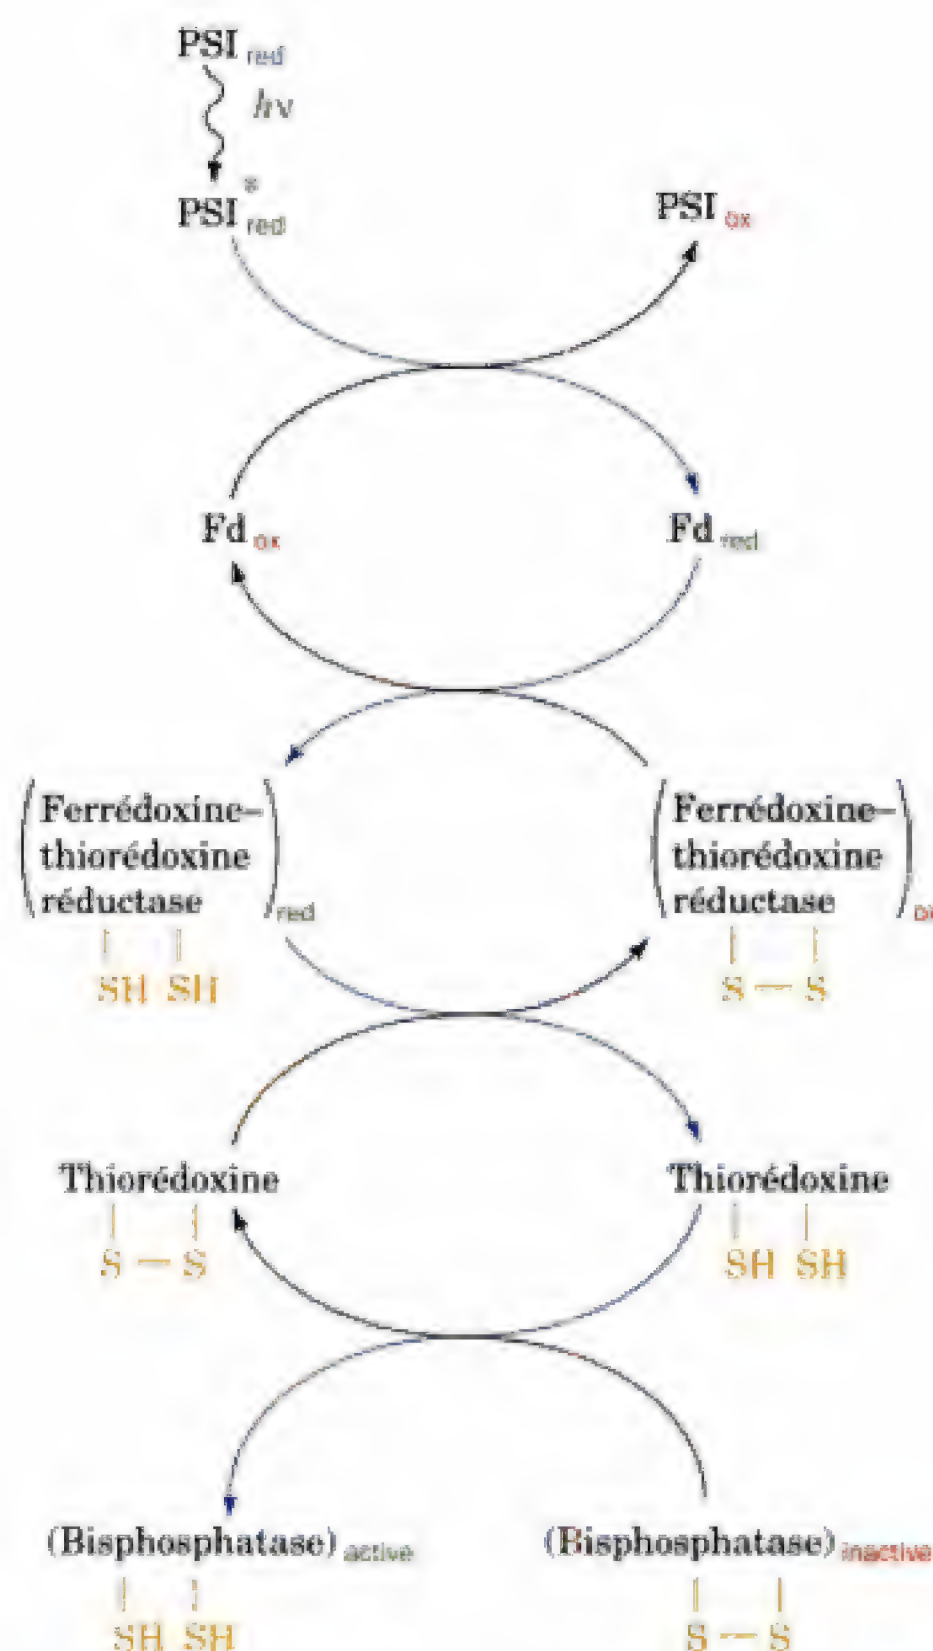 PSI red
hν
PSI* red
PSI ox
Fd ox
Fd red
(Ferrédoxine–
thiorédoxine
réductase) red
SH SH
(Ferrédoxine–
thiorédoxine
réductase) ox
S — S
Thiorédoxine
S — S
Thiorédoxine
SH SH
(Bisphosphatase) active
SH SH
(Bisphosphatase) inactive
S — S